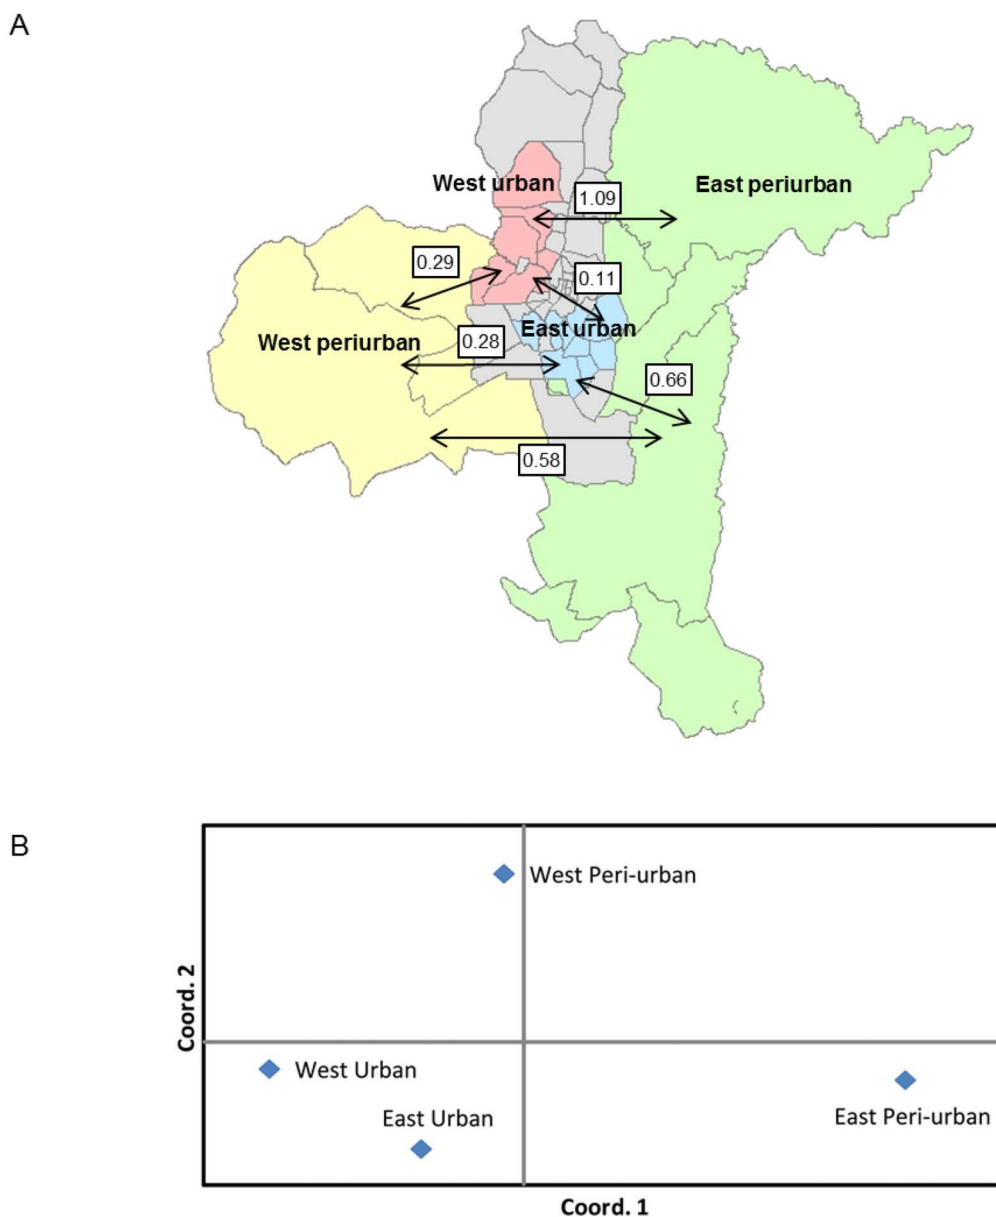 A
West urban
East periurban
1.09
0.29
0.11
East urban
West periurban
0.28
0.66
0.58
B
West Peri-urban
Coord. 2
West Urban
East Urban
East Peri-urban
Coord. 1